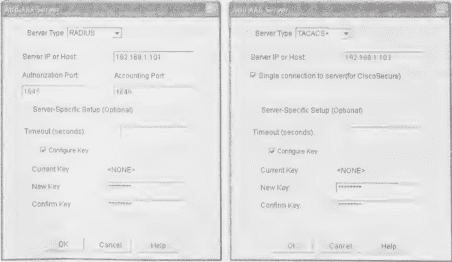 Add AAA Server
Server Type RADIUS
Server IP or Host: 192.168.1.101
Authorization Port: Accounting Port
1645 1646
Server-Specific Setup (Optional)
Timeout (seconds)
Configure Key
Current Key <NONE>
New Key ********
Confirm Key ********
OK Cancel Help
Add AAA Server
Server Type TACACS+
Server IP or Host: 192.168.1.102
Single connection to server(for CiscoSecure)
Server-Specific Setup (Optional)
Timeout (seconds)
Configure Key
Current Key <NONE>
New Key ********
Confirm Key ********
OK Cancel Help